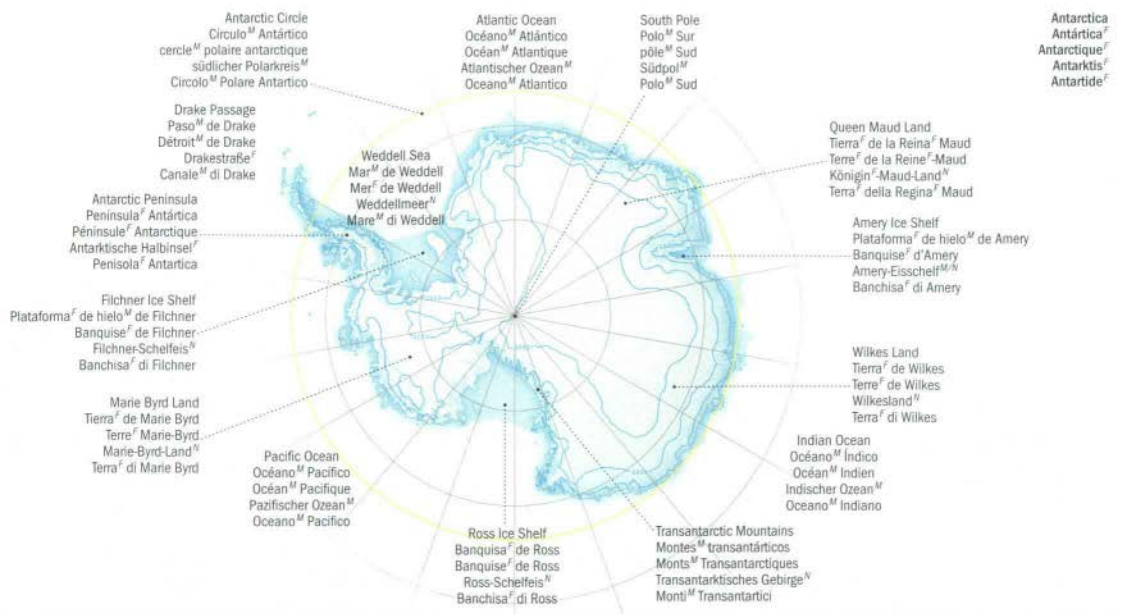 Antarctic Circle
Círculo^M Antártico
cercle^M polaire antarctique
südlicher Polarkreis^M
Circolo^M Polare Antartico
Atlantic Ocean
Océano^M Atlántico
Océan^M Atlantique
Atlantischer Ozean^M
Oceano^M Atlantico
South Pole
Polo^M Sur
pôle^M Sud
Südpol^M
Polo^M Sud
Antarctica
Antártica^F
Antarctique^F
Antarktis^F
Antartide^F
Drake Passage
Paso^M de Drake
Détroit^M de Drake
Drakestraße^F
Canale^M di Drake
Weddell Sea
Mar^M de Weddell
Mer^F de Weddell
Weddellmeer^N
Mare^M di Weddell
Queen Maud Land
Tierra^F de la Reina^F Maud
Terre^F de la Reine^F-Maud
Königin^F-Maud-Land^N
Terra^F della Regina^F Maud
Antarctic Peninsula
Península^F Antártica
Péninsule^F Antarctique
Antarktische Halbinsel^F
Penisola^F Antartica
Amery Ice Shelf
Plataforma^F de hielo^M de Amery
Banquise^F d'Amery
Amery-Eisschelf^M/N
Banchisa^F di Amery
Filchner Ice Shelf
Plataforma^F de hielo^M de Filchner
Banquise^F de Filchner
Filchner-Schelfeis^N
Banchisa^F di Filchner
Wilkes Land
Tierra^F de Wilkes
Terre^F de Wilkes
Wilkesland^N
Terra^F di Wilkes
Marie Byrd Land
Tierra^F de Marie Byrd
Terre^F Marie-Byrd
Marie-Byrd-Land^N
Terra^F di Marie Byrd
Pacific Ocean
Océano^M Pacífico
Océan^M Pacifique
Pazifischer Ozean^M
Oceano^M Pacifico
Indian Ocean
Océano^M Índico
Océan^M Indien
Indischer Ozean^M
Oceano^M Indiano
Ross Ice Shelf
Banquisa^F de Ross
Banquise^F de Ross
Ross-Schelfeis^N
Banchisa^F di Ross
Transantarctic Mountains
Montes^M transantárticos
Monts^M Transantarctiques
Transantarktisches Gebirge^N
Monti^M Transantartici